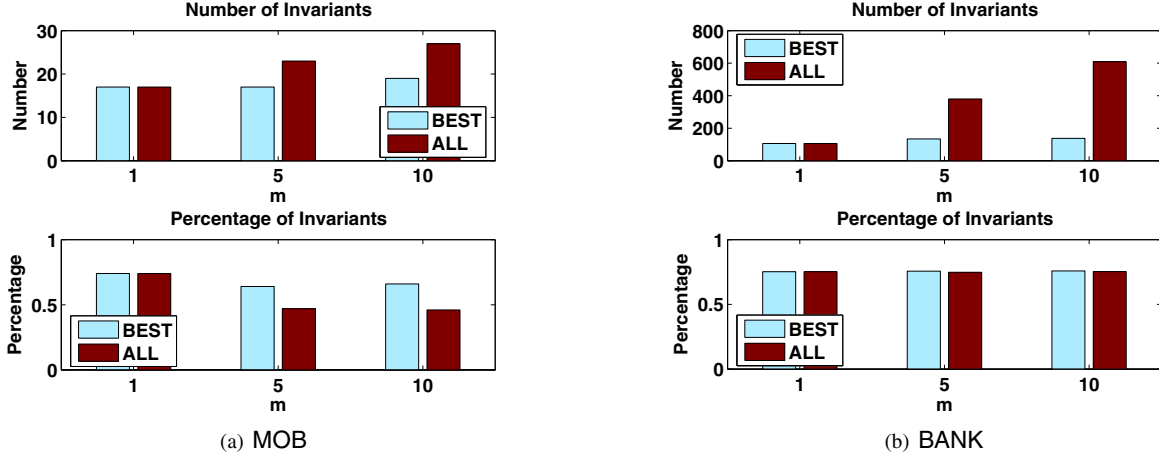 Number of Invariants
30
20
10
0
Number
BEST
ALL
1 5 10
m
Percentage of Invariants
1
0.5
0
Percentage
BEST
ALL
1 5 10
m
(a) MOB
Number of Invariants
800
600
400
200
0
Number
BEST
ALL
1 5 10
m
Percentage of Invariants
1
0.5
0
Percentage
BEST
ALL
1 5 10
m
(b) BANK